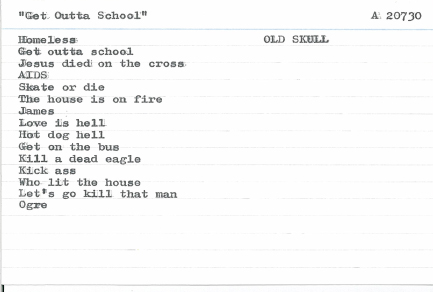 "Get Outta School" A 20730
Homeless OLD SKULL
Get outta school
Jesus died on the cross
AIDS
Skate or die
The house is on fire
James
Love is hell
Hot dog hell
Get on the bus
Kill a dead eagle
Kick ass
Who lit the house
Let's go kill that man
Ogre